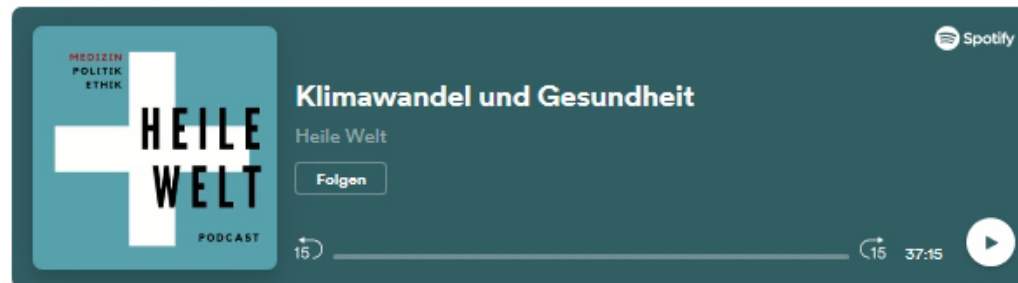 MEDIZIN
POLITIK
ETHIK
HEILE
WELT
PODCAST
Spotify
Klimawandel und Gesundheit
Heile Welt
Folgen
15
15
37:15